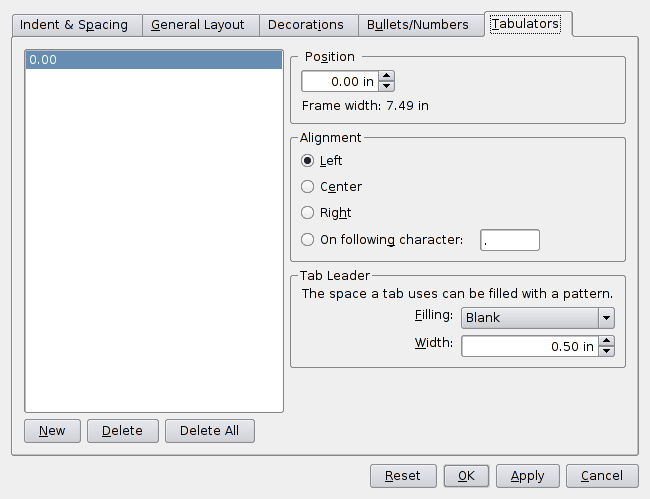 Indent & Spacing General Layout Decorations Bullets/Numbers Tabulators
0.00
Position
0.00 in
Frame width: 7.49 in
Alignment
Left
Center
Right
On following character: .
Tab Leader
The space a tab uses can be filled with a pattern.
Filling: Blank
Width: 0.50 in
New Delete Delete All
Reset OK Apply Cancel